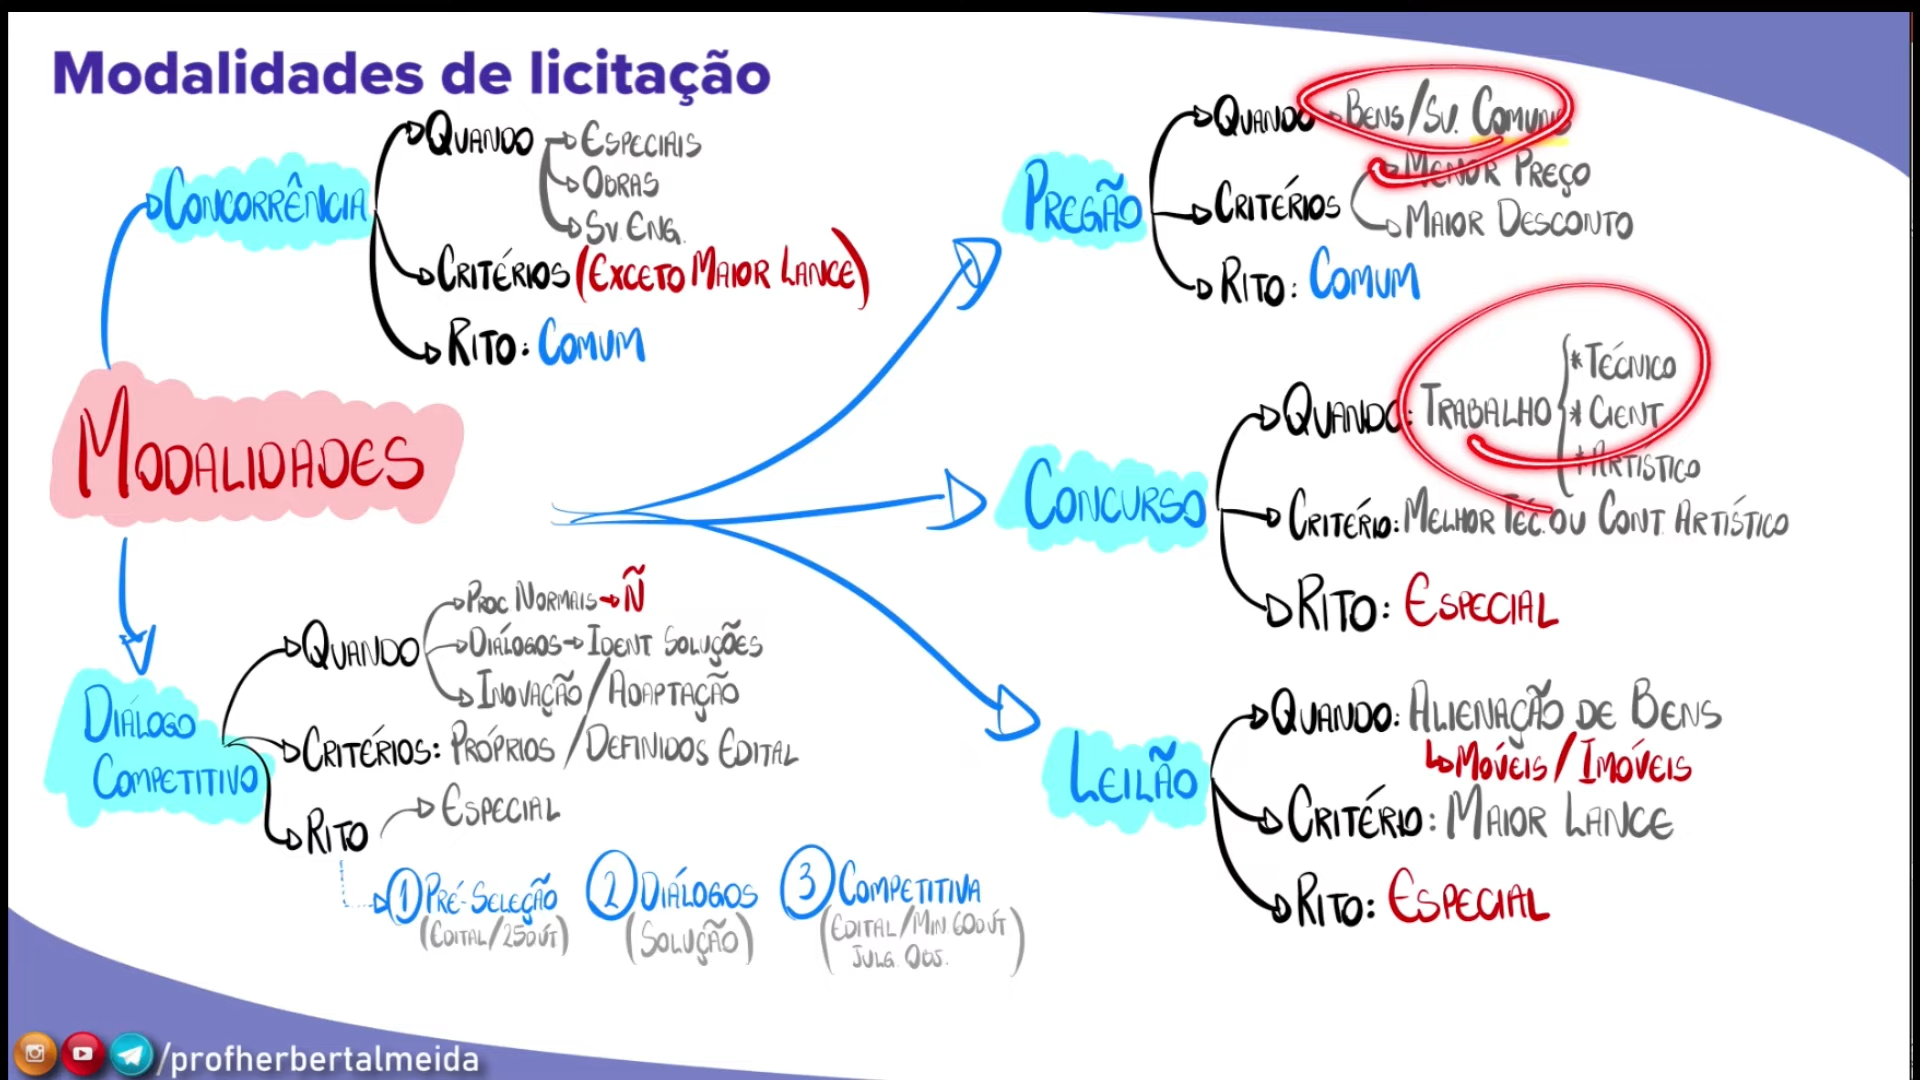 Modalidades de licitação
MODALIDADES
CONCORRÊNCIA
QUANDO
ESPECIAIS
OBRAS
SV. ENG.
CRITÉRIOS (EXCETO MAIOR LANCE)
RITO: COMUM
DIÁLOGO
COMPETITIVO
QUANDO
PROC NORMAIS Ñ
DIÁLOGOS IDENT SOLUÇÕES
INOVAÇÃO / ADAPTAÇÃO
CRITÉRIOS: PRÓPRIOS / DEFINIDOS EDITAL
RITO
ESPECIAL
1 PRÉ-SELEÇÃO
(EDITAL/25DÚT)
2 DIÁLOGOS
(SOLUÇÃO)
3 COMPETITIVA
(EDITAL/MIN. 60DÚT
JULG. OBJ.)
PREGÃO
QUANDO BENS/SV. COMUNS
CRITÉRIOS
MENOR PREÇO
MAIOR DESCONTO
RITO: COMUM
CONCURSO
QUANDO: TRABALHO
* TÉCNICO
* CIENT
* ARTÍSTICO
CRITÉRIO: MELHOR TÉC. OU CONT. ARTÍSTICO
RITO: ESPECIAL
LEILÃO
QUANDO: ALIENAÇÃO DE BENS
MÓVEIS / IMÓVEIS
CRITÉRIO: MAIOR LANCE
RITO: ESPECIAL
/profherbertalmeida